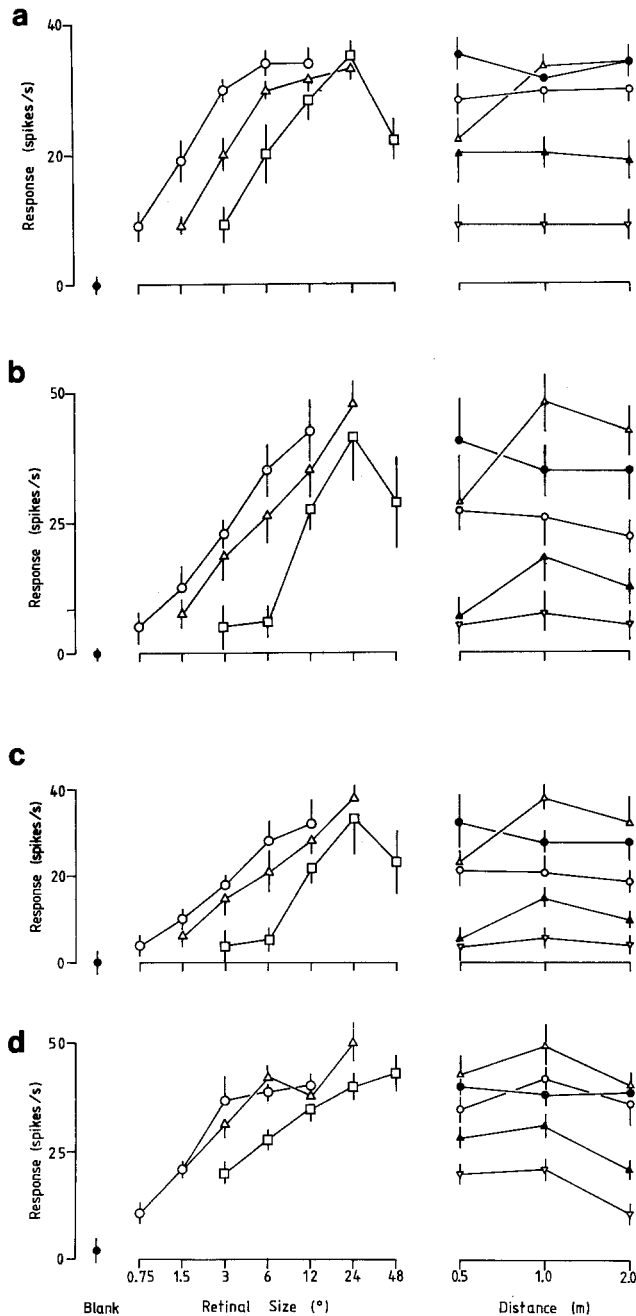 a
40
20
0
Response (spikes/s)
b
50
25
0
Response (spikes/s)
c
40
20
0
Response (spikes/s)
d
50
25
0
Response (spikes/s)
0.75 1.5 3 6 12 24 48
0.5 1.0 2.0
Blank Retinal Size (°) Distance (m)